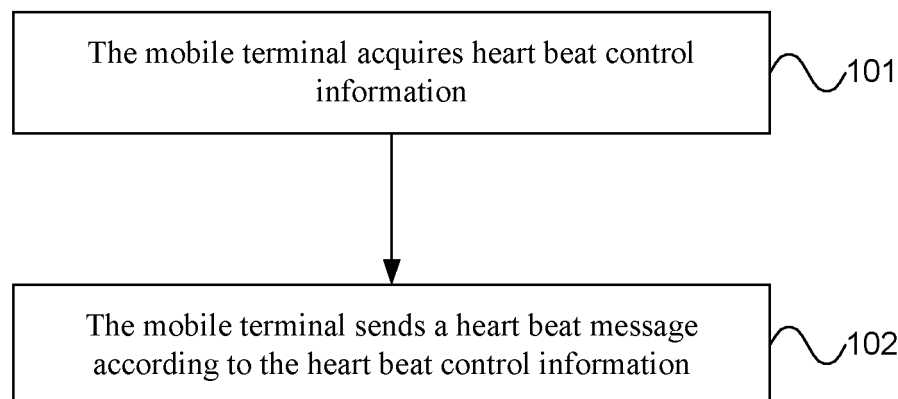 The mobile terminal acquires heart beat control
information
101
The mobile terminal sends a heart beat message
according to the heart beat control information
102